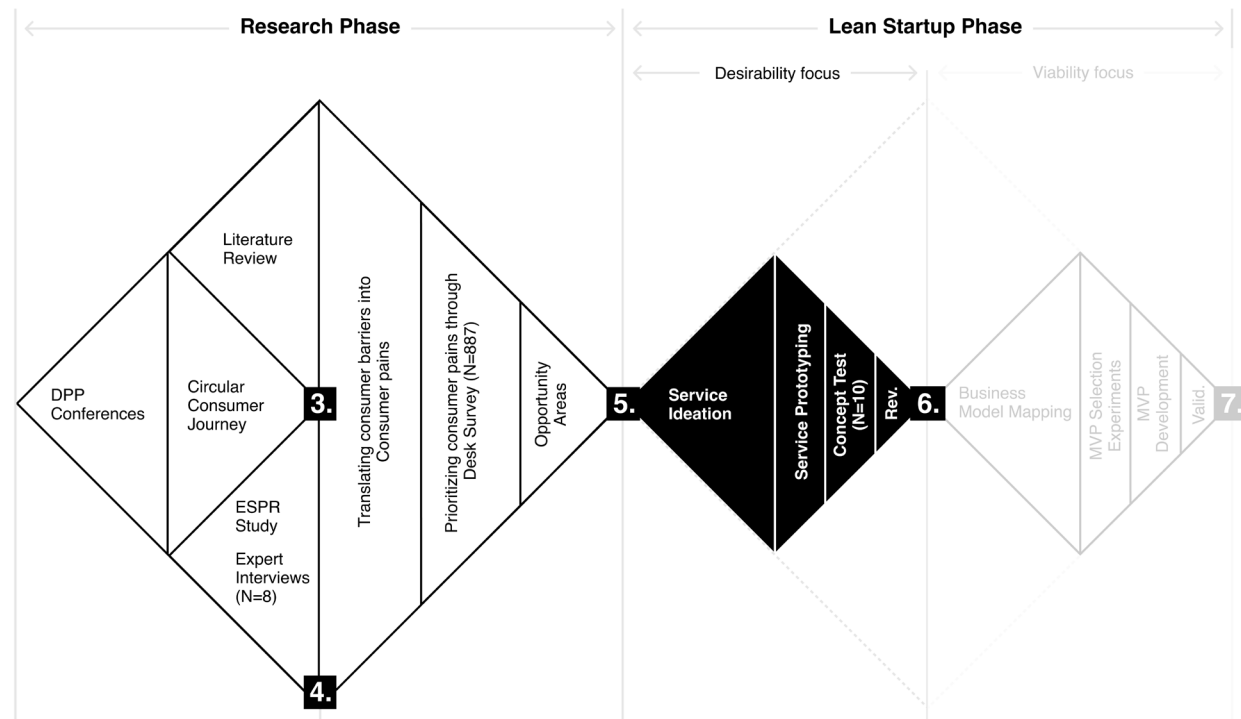 Research Phase
Lean Startup Phase
Desirability focus
Viability focus
Literature
Review
DPP
Conferences
Circular
Consumer
Journey
3.
ESPR
Study
Expert
Interviews
(N=8)
4.
Translating consumer barriers into
Consumer pains
Prioritizing consumer pains through
Desk Survey (N=887)
Opportunity
Areas
5.
Service
Ideation
Service Prototyping
Concept Test
(N=10)
Rev.
6.
Business
Model Mapping
MVP Selection
Experiments
MVP
Development
Valid.
7.